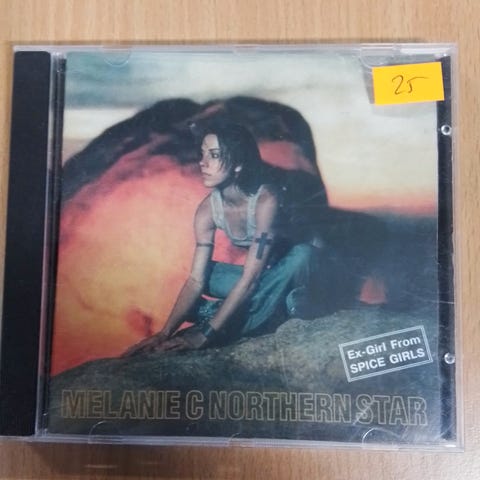 25
Ex-Girl From
SPICE GIRLS
MELANIE C NORTHERN STAR